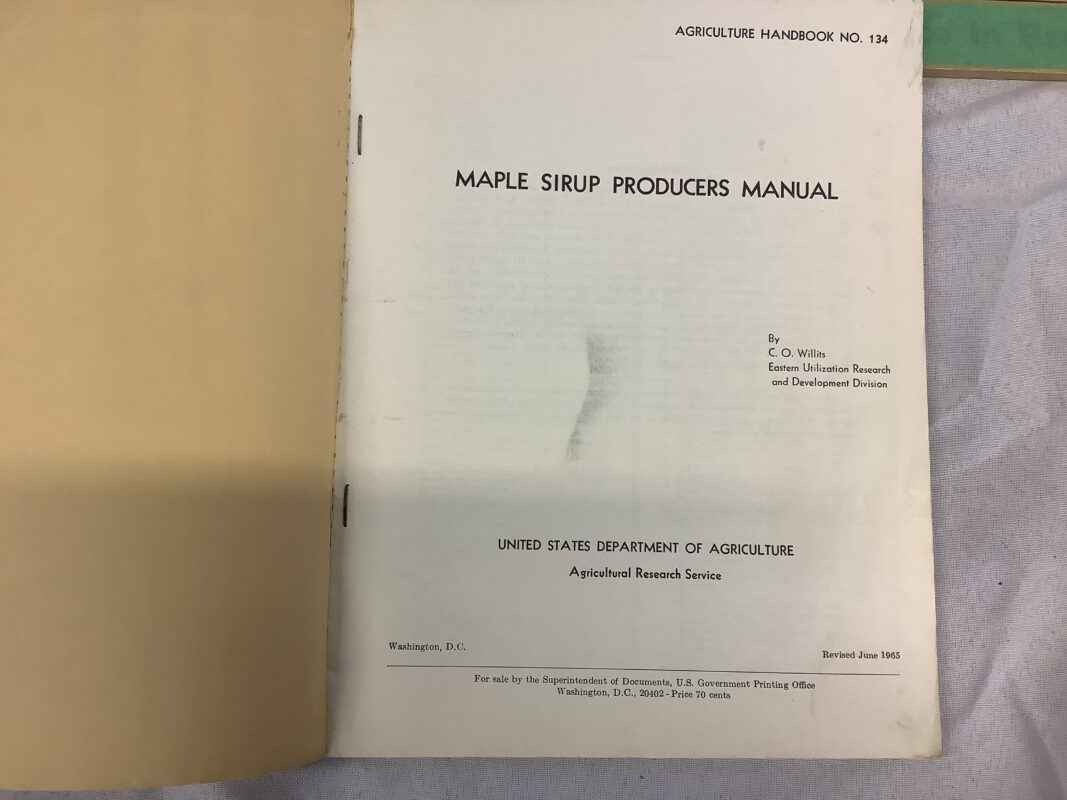 AGRICULTURE HANDBOOK NO. 134
MAPLE SIRUP PRODUCERS MANUAL
By
C. O. Willits
Eastern Utilization Research
and Development Division
UNITED STATES DEPARTMENT OF AGRICULTURE
Agricultural Research Service
Washington, D.C.
Revised June 1965
For sale by the Superintendent of Documents, U.S. Government Printing Office
Washington, D.C., 20402 - Price 70 cents